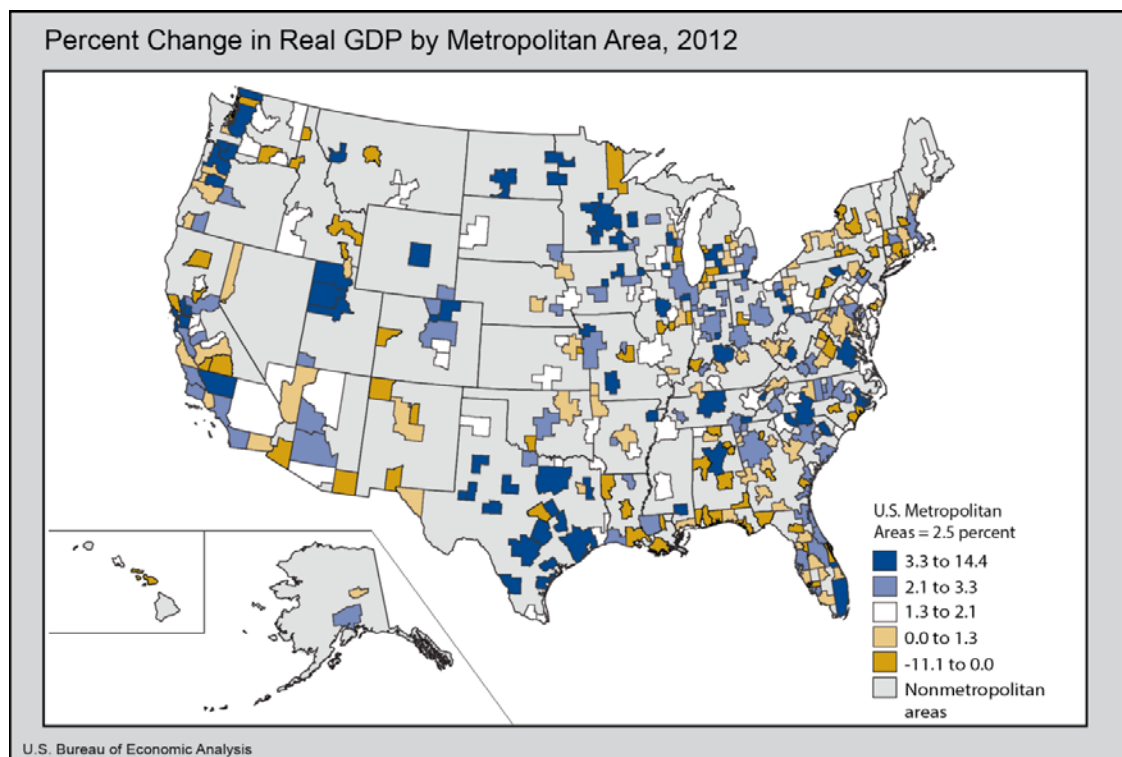 Percent Change in Real GDP by Metropolitan Area, 2012
U.S. Metropolitan
Areas = 2.5 percent
3.3 to 14.4
2.1 to 3.3
1.3 to 2.1
0.0 to 1.3
-11.1 to 0.0
Nonmetropolitan
areas
U.S. Bureau of Economic Analysis